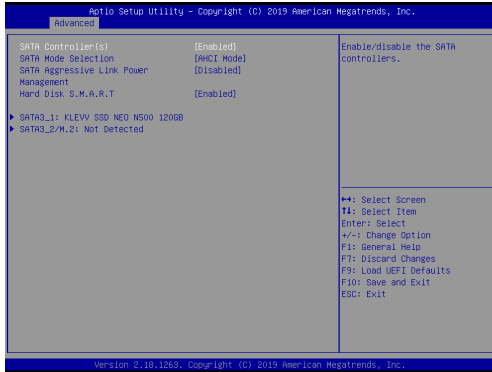 Aptio Setup Utility – Copyright (C) 2019 American Megatrends, Inc.
Advanced
SATA Controller(s) [Enabled]
SATA Mode Selection [AHCI Mode]
SATA Aggressive Link Power [Disabled]
Management
Hard Disk S.M.A.R.T [Enabled]
SATA3_1: KLEVV SSD NEO N500 120GB
SATA3_2/M.2: Not Detected
Enable/disable the SATA
controllers.
↔: Select Screen
↑↓: Select Item
Enter: Select
+/-: Change Option
F1: General Help
F7: Discard Changes
F9: Load UEFI Defaults
F10: Save and Exit
ESC: Exit
Version 2.18.1263. Copyright (C) 2019 American Megatrends, Inc.